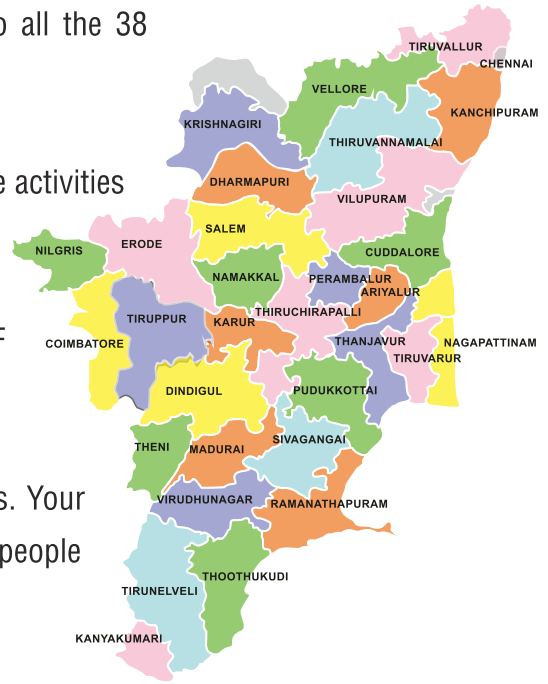 o all the 38
e activities
F
s. Your
people
TIRUVALLUR
CHENNAI
VELLORE
KANCHIPURAM
KRISHNAGIRI
THIRUVANNAMALAI
DHARMAPURI
VILUPURAM
SALEM
ERODE
NILGRIS
CUDDALORE
NAMAKKAL
PERAMBALUR
ARIYALUR
TIRUPPUR
KARUR
THIRUCHIRAPALLI
COIMBATORE
THANJAVUR
NAGAPATTINAM
TIRUVARUR
DINDIGUL
PUDUKKOTTAI
THENI
MADURAI
SIVAGANGAI
VIRUDHUNAGAR
RAMANATHAPURAM
THOOTHUKUDI
TIRUNELVELI
KANYAKUMARI